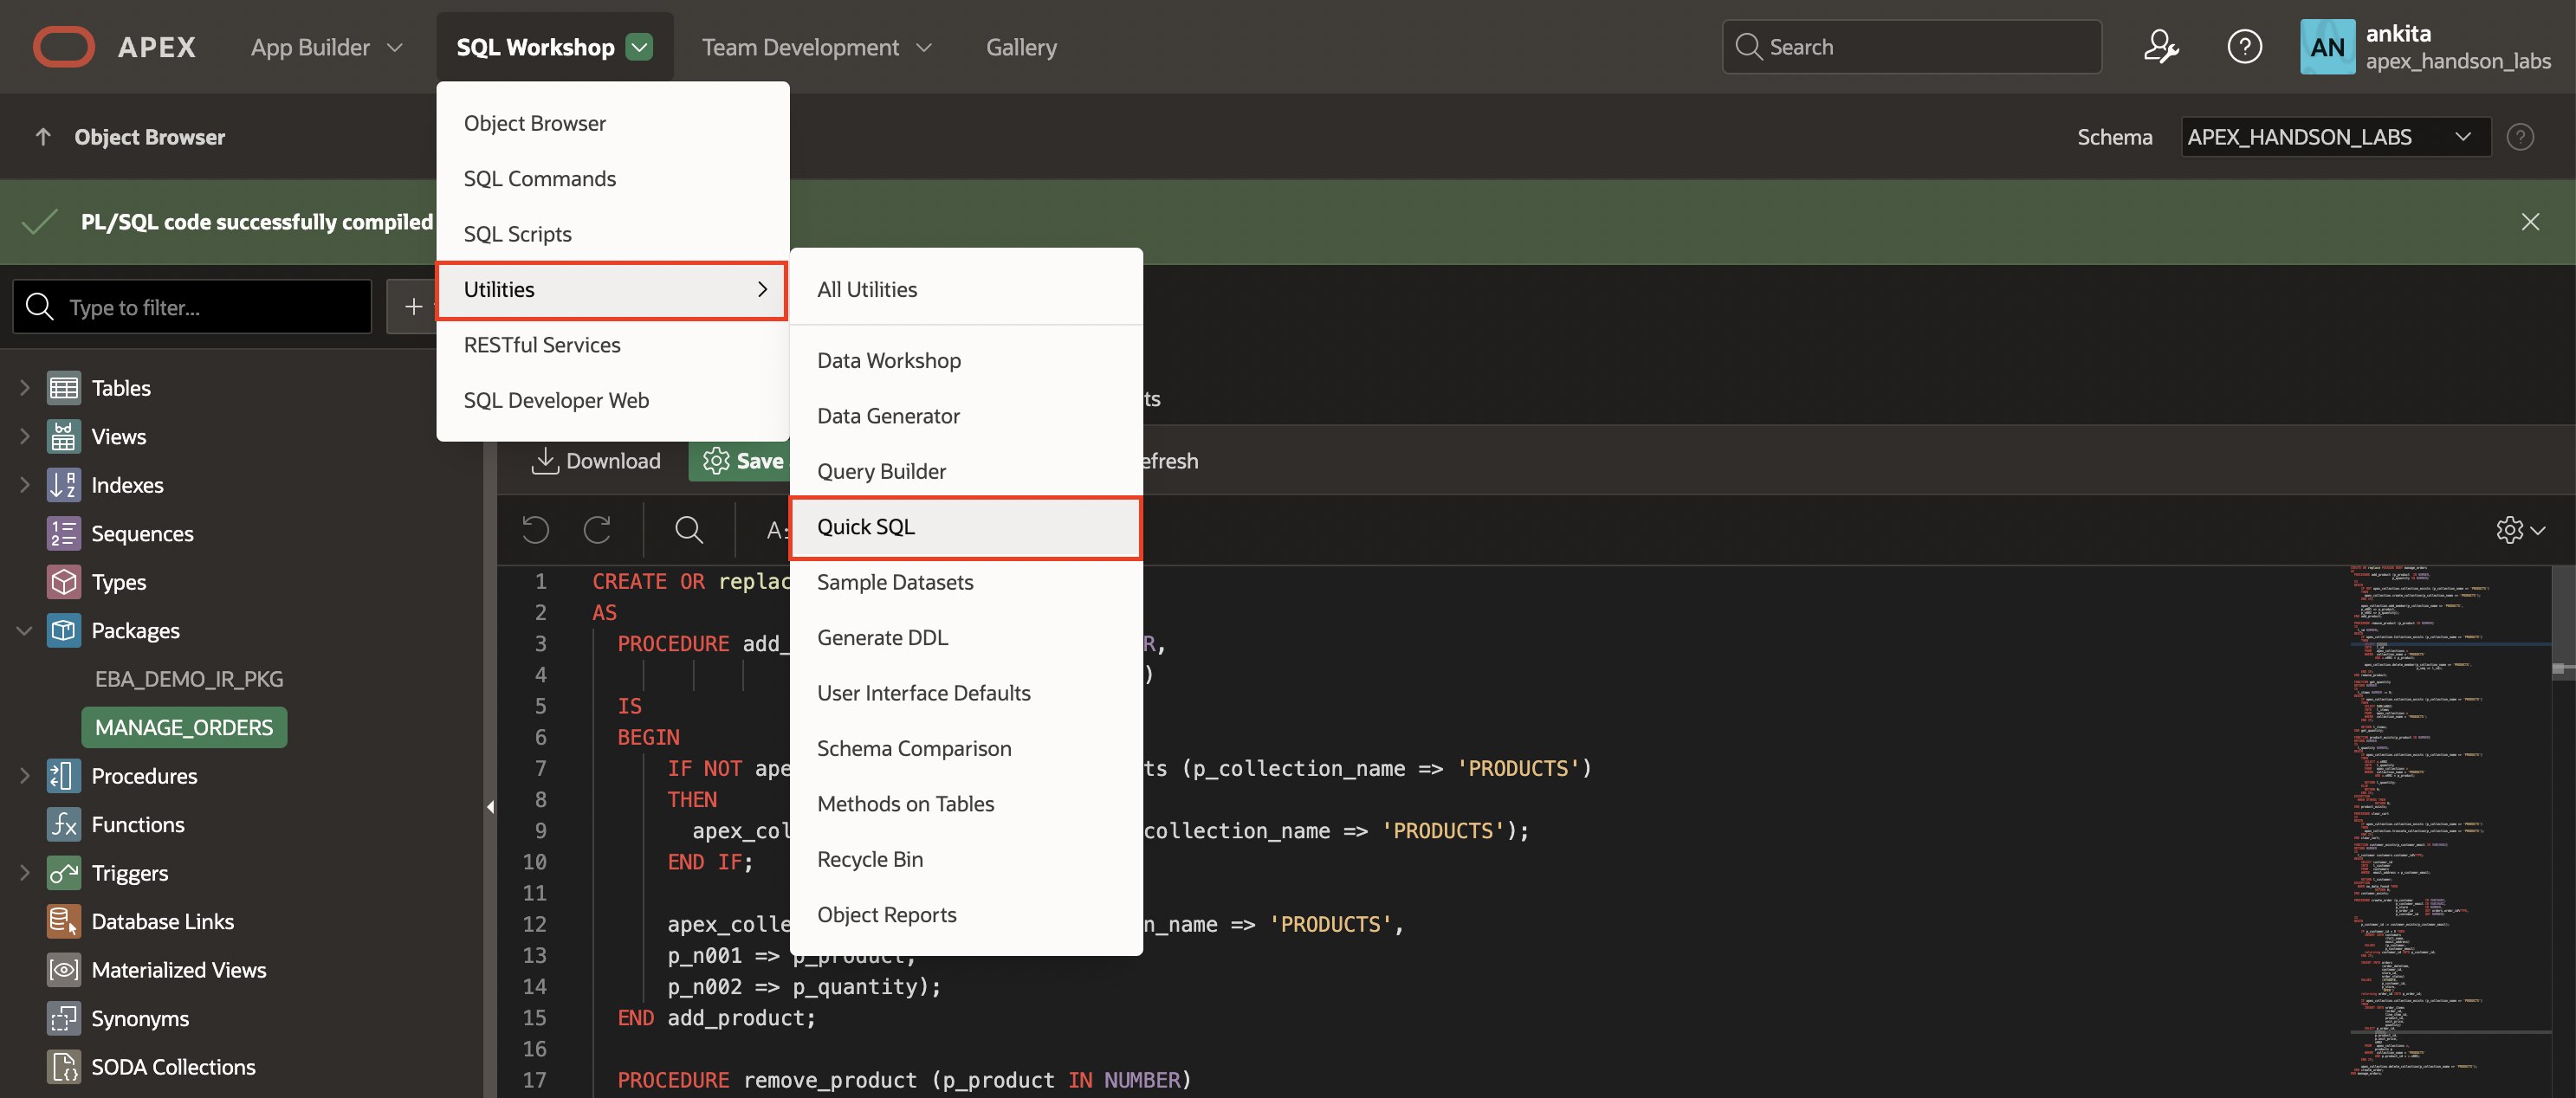 APEX
App Builder
SQL Workshop
Team Development
Gallery
Search
AN
ankita
apex_handson_labs
Object Browser
Schema
APEX_HANDSON_LABS
PL/SQL code successfully compiled
Type to filter...
Object Browser
SQL Commands
SQL Scripts
Utilities
RESTful Services
SQL Developer Web
All Utilities
Data Workshop
Data Generator
Query Builder
Quick SQL
Sample Datasets
Generate DDL
User Interface Defaults
Schema Comparison
Methods on Tables
Recycle Bin
Object Reports
Tables
Views
Indexes
Sequences
Types
Packages
EBA_DEMO_IR_PKG
MANAGE_ORDERS
Procedures
Functions
Triggers
Database Links
Materialized Views
Synonyms
SODA Collections
ts
Download
Save
efresh
A:
1 CREATE OR replac
2 AS
3 PROCEDURE add_ R,
4 )
5 IS
6 BEGIN
7 IF NOT ape ts (p_collection_name => 'PRODUCTS')
8 THEN
9 apex_col collection_name => 'PRODUCTS');
10 END IF;
11
12 apex_colle n_name => 'PRODUCTS',
13 p_n001 => p_product,
14 p_n002 => p_quantity);
15 END add_product;
16
17 PROCEDURE remove_product (p_product IN NUMBER)